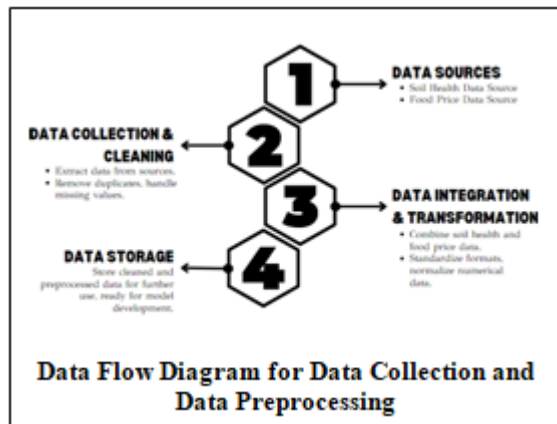 1
DATA SOURCES
• Soil Health Data Source
• Food Price Data Source
2
DATA COLLECTION &
CLEANING
• Extract data from sources.
• Remove duplicates, handle
missing values.
3
DATA INTEGRATION
& TRANSFORMATION
• Combine soil health and
food price data.
• Standardize formats,
normalize numerical
data.
4
DATA STORAGE
Store cleaned and
preprocessed data for further
use, ready for model
development.
Data Flow Diagram for Data Collection and
Data Preprocessing